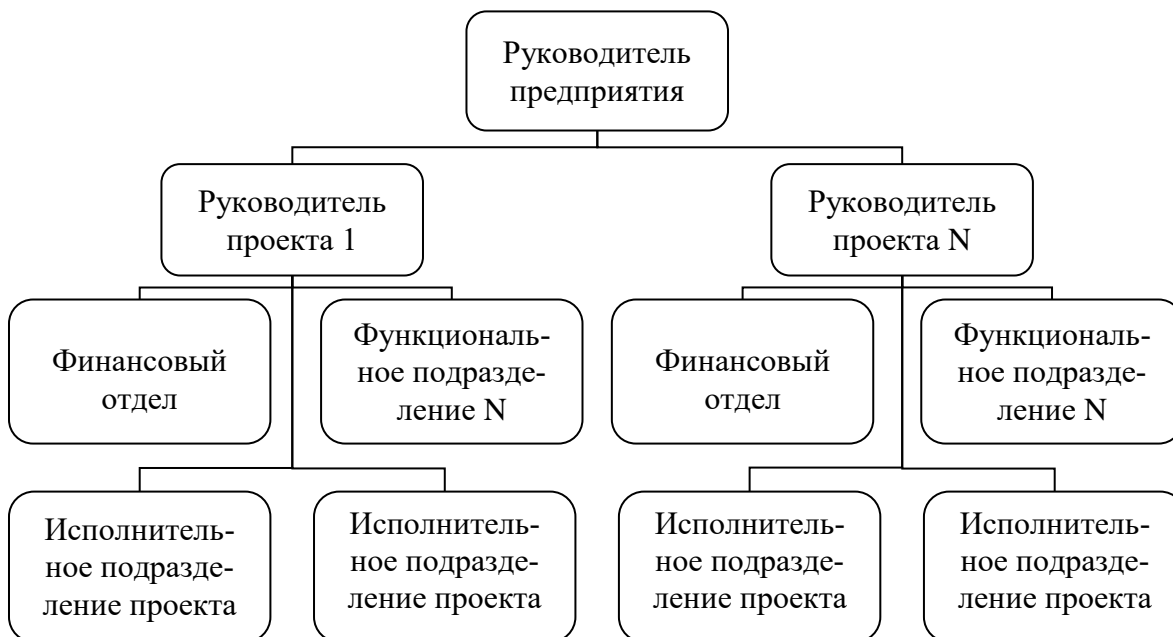 Руководитель
предприятия
Руководитель
проекта 1
Руководитель
проекта N
Финансовый
отдел
Функциональ-
ное подразде-
ление N
Финансовый
отдел
Функциональ-
ное подразде-
ление N
Исполнитель-
ное подразде-
ление проекта
Исполнитель-
ное подразде-
ление проекта
Исполнитель-
ное подразде-
ление проекта
Исполнитель-
ное подразде-
ление проекта